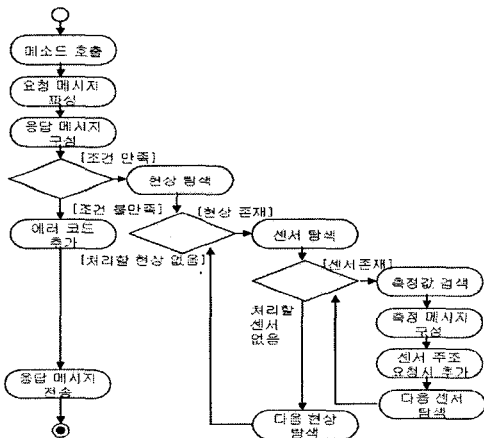 메소드 호출
요청 메시지
파싱
응답 메시지
구성
[조건 만족]
현상 탐색
[조건 불만족]
에러 코드
추가
[현상 존재]
센서 탐색
[처리할 현상 없음]
[센서존재]
측정값 검색
처리할
센서
없음
측정 메시지
구성
센서 주조
요청시 추가
다음 센서
탐색
응답 메시지
전송
다음 현상
탐색